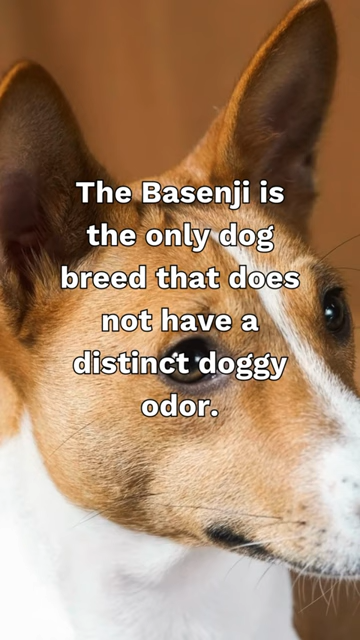 The Basenji is
the only dog
breed that does
not have a
distinct doggy
odor.